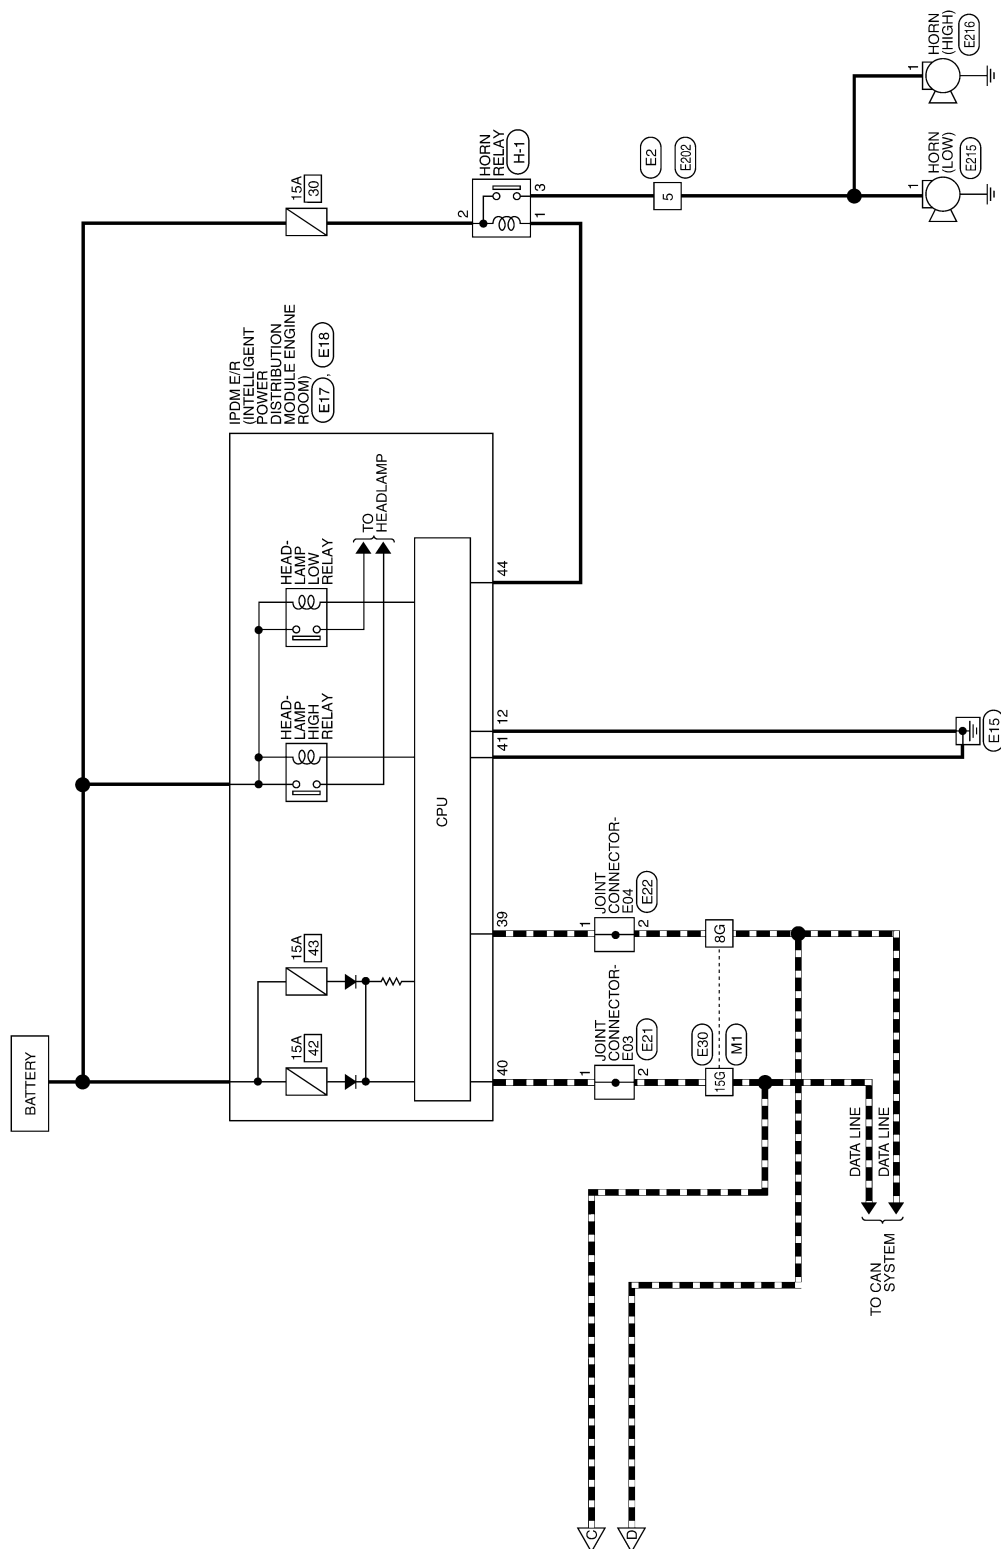 BATTERY
15A
30
HORN
RELAY
H-1
2
3
1
E2
E202
5
HORN
(HIGH)
E216
1
HORN
(LOW)
E215
1
IPDM E/R
(INTELLIGENT
POWER
DISTRIBUTION
MODULE ENGINE
ROOM)
E17 , E18
15A
42
15A
43
HEAD-
LAMP
HIGH
RELAY
HEAD-
LAMP
LOW
RELAY
TO
HEADLAMP
CPU
40
39
41
12
44
JOINT
CONNECTOR-
E03
E21
1
2
JOINT
CONNECTOR-
E04
E22
1
2
15G
E30
M1
8G
E15
DATA LINE
DATA LINE
TO CAN
SYSTEM
C
D